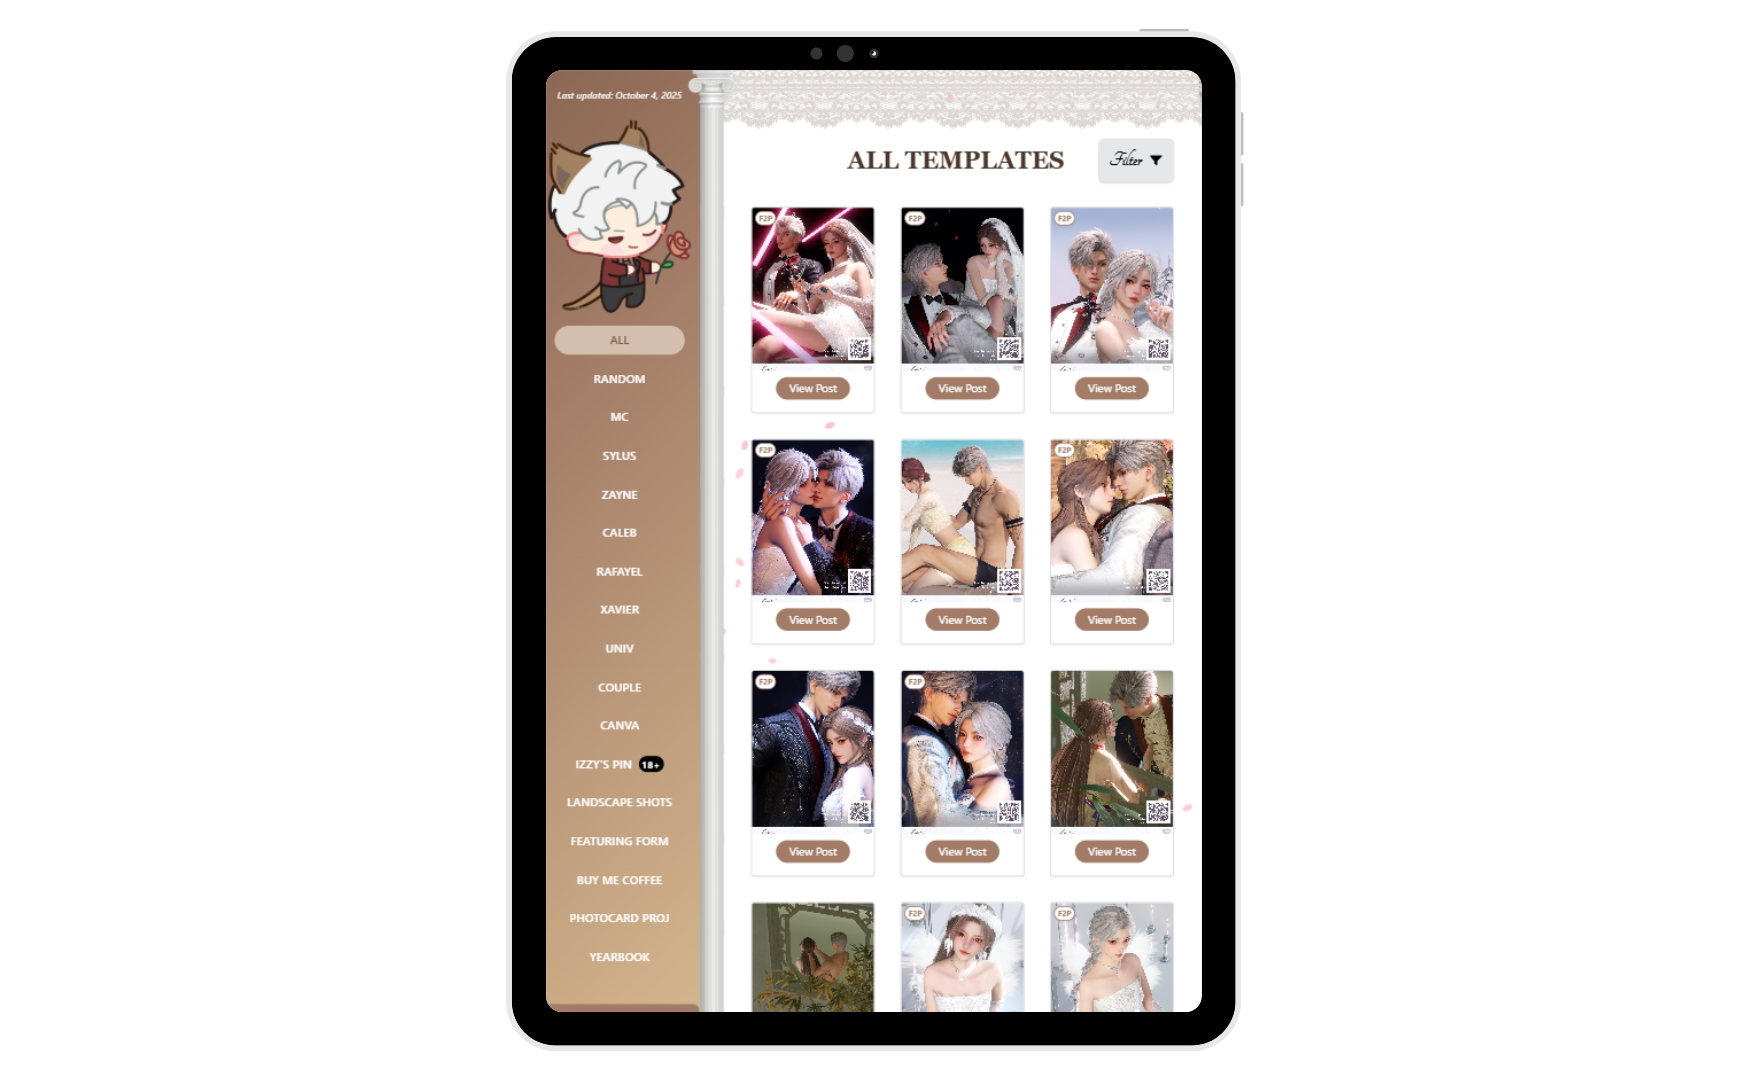 Last updated: October 4, 2025
ALL
RANDOM
MC
SYLUS
ZAYNE
CALEB
RAFAYEL
XAVIER
UNIV
COUPLE
CANVA
IZZY'S PIN 18+
LANDSCAPE SHOTS
FEATURING FORM
BUY ME COFFEE
PHOTOCARD PROJ
YEARBOOK
ALL TEMPLATES
Filter
F2P
F2P
F2P
View Post
View Post
View Post
F2P
F2P
View Post
View Post
View Post
F2P
F2P
View Post
View Post
View Post
F2P
F2P